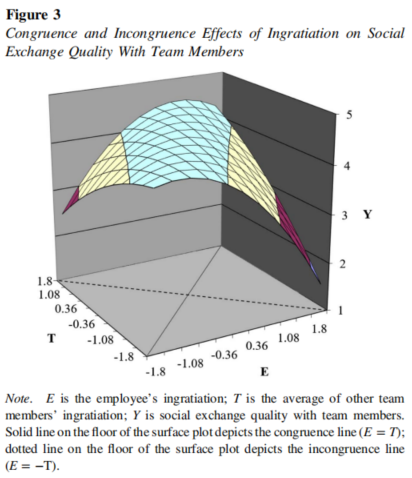 Figure 3
Congruence and Incongruence Effects of Ingratiation on Social
Exchange Quality With Team Members
5
4
3 Y
2
1
1.8
1.08
0.36
-0.36
T
-1.08
-1.8
-1.8
-1.08
-0.36
0.36
1.08
1.8
E
Note. E is the employee's ingratiation; T is the average of other team
members' ingratiation; Y is social exchange quality with team members.
Solid line on the floor of the surface plot depicts the congruence line (E = T);
dotted line on the floor of the surface plot depicts the incongruence line
(E = −T).